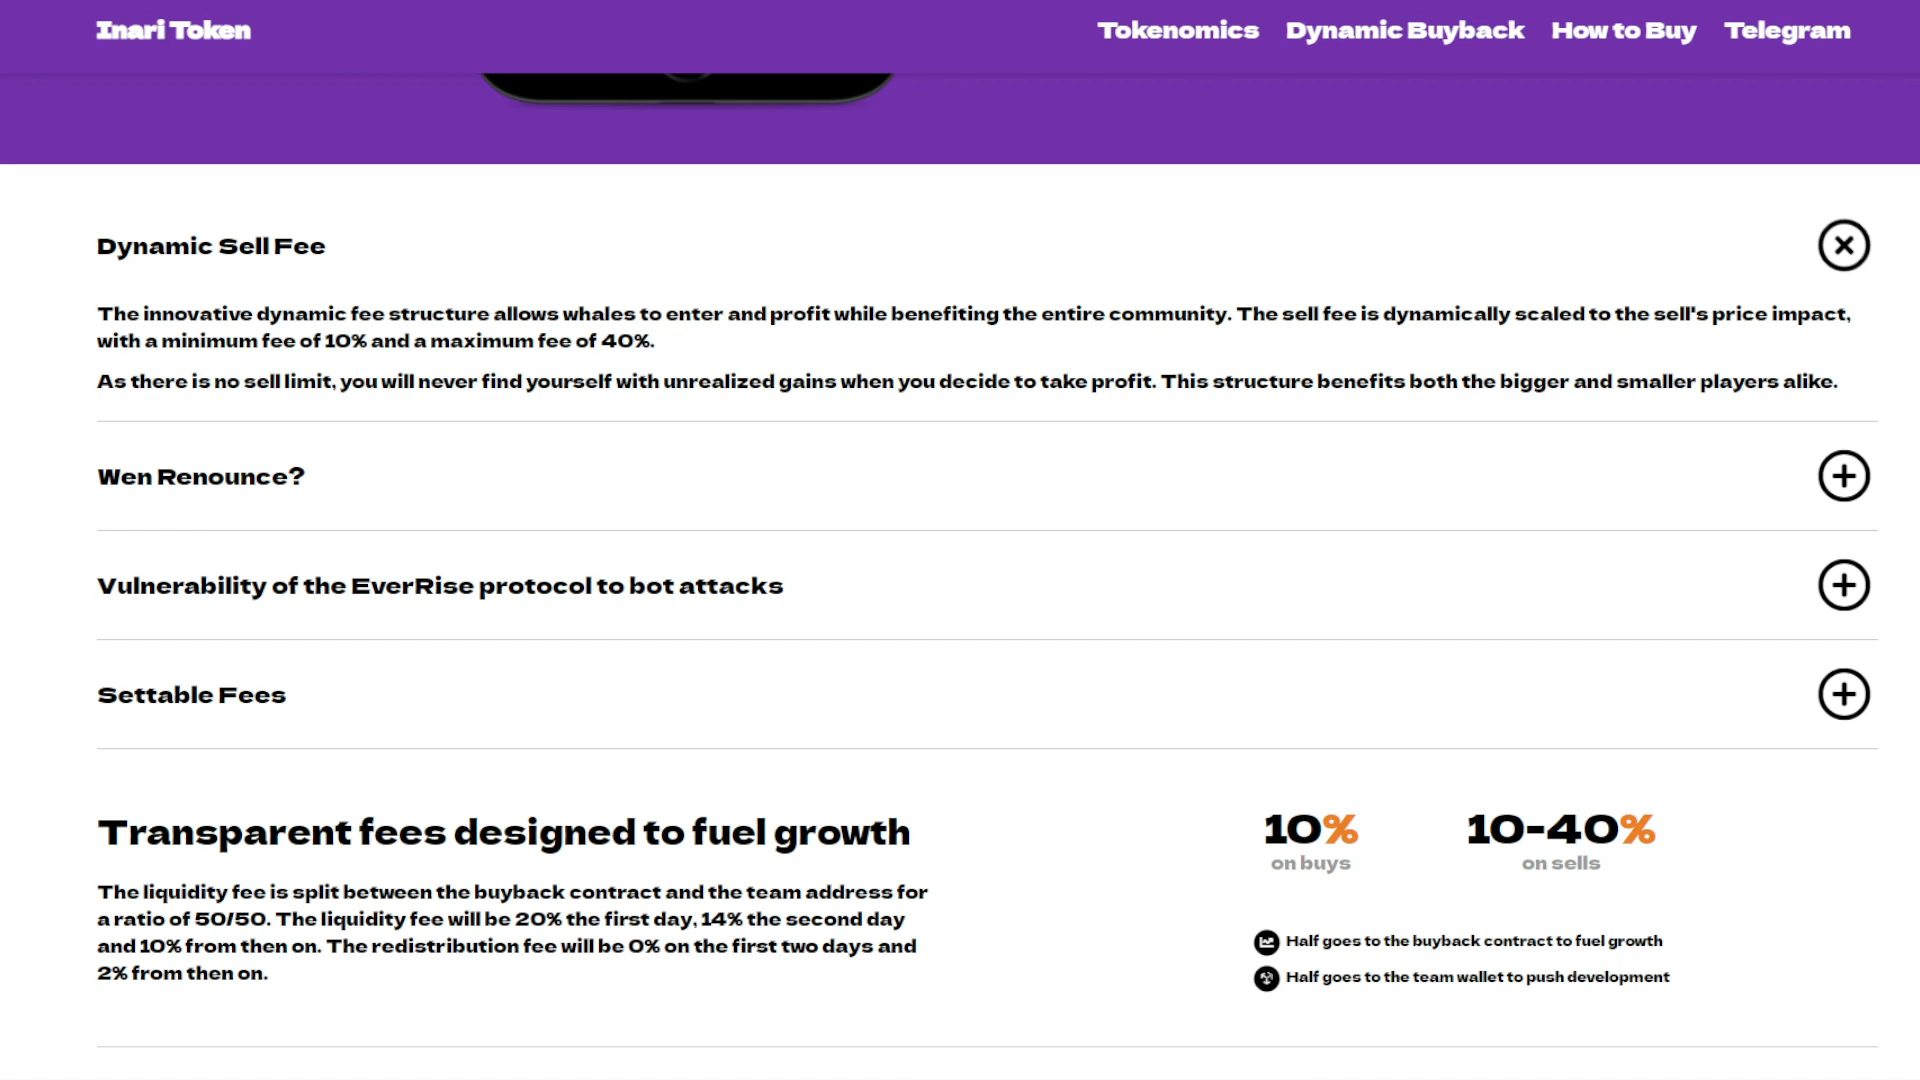 Inari Token
Tokenomics Dynamic Buyback How to Buy Telegram
Dynamic Sell Fee
The innovative dynamic fee structure allows whales to enter and profit while benefiting the entire community. The sell fee is dynamically scaled to the sell's price impact,
with a minimum fee of 10% and a maximum fee of 40%.
As there is no sell limit, you will never find yourself with unrealized gains when you decide to take profit. This structure benefits both the bigger and smaller players alike.
Wen Renounce?
Vulnerability of the EverRise protocol to bot attacks
Settable Fees
Transparent fees designed to fuel growth
The liquidity fee is split between the buyback contract and the team address for
a ratio of 50/50. The liquidity fee will be 20% the first day, 14% the second day
and 10% from then on. The redistribution fee will be 0% on the first two days and
2% from then on.
10%
on buys
10-40%
on sells
Half goes to the buyback contract to fuel growth
Half goes to the team wallet to push development